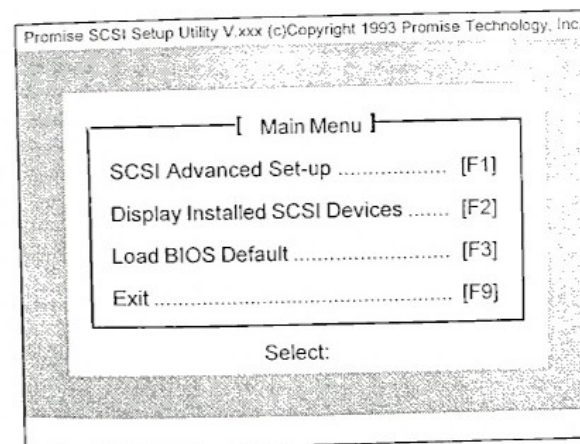 Promise SCSI Setup Utility V.xxx (c)Copyright 1993 Promise Technology, Inc.
[ Main Menu ]
SCSI Advanced Set-up .................. [F1]
Display Installed SCSI Devices ....... [F2]
Load BIOS Default .......................... [F3]
Exit ................................................. [F9]
Select: